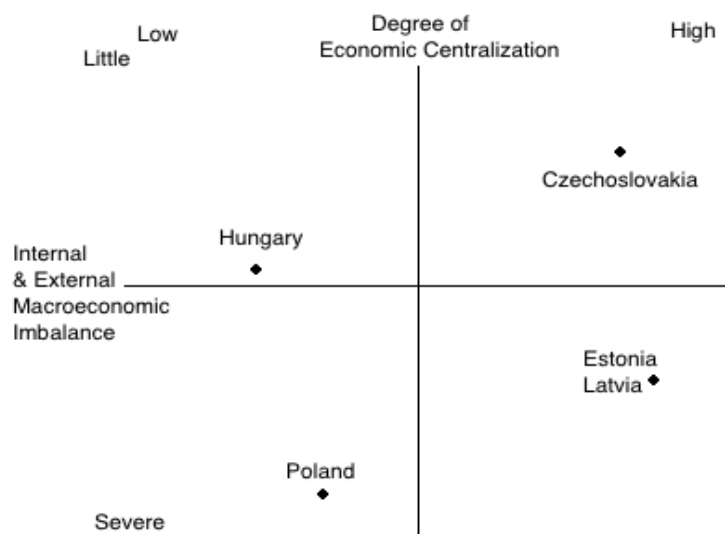 Degree of
Low
High
Economic Centralization
Little
Czechoslovakia
Hungary
Internal
& External
Macroeconomic
Imbalance
Estonia
Latvia
Poland
Severe